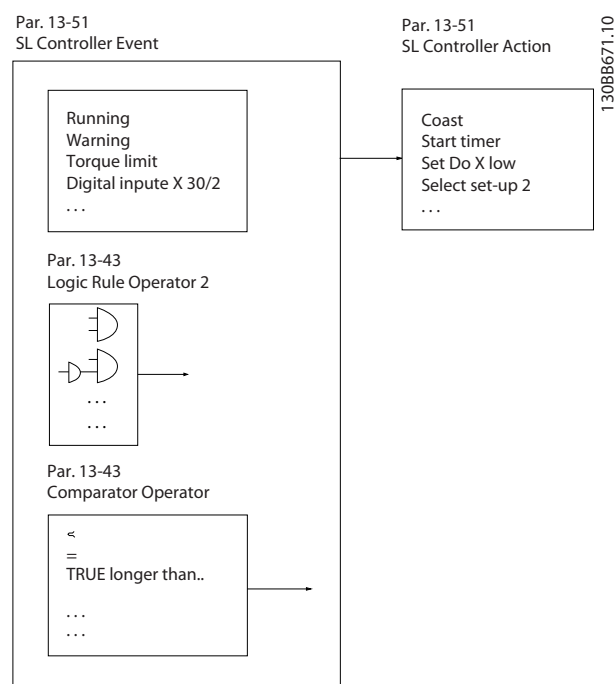 Par. 13-51
SL Controller Event
Par. 13-51
SL Controller Action
130BB671.10
Running
Warning
Torque limit
Digital inpute X 30/2
. . .
Coast
Start timer
Set Do X low
Select set-up 2
. . .
Par. 13-43
Logic Rule Operator 2
. . .
. . .
Par. 13-43
Comparator Operator
=
TRUE longer than..
. . .
. . .